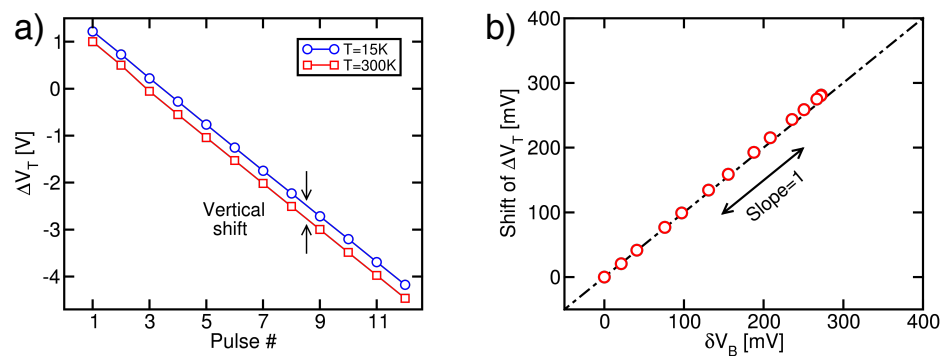 a)
ΔV_T [V]
1
0
-1
-2
-3
-4
T=15K
T=300K
Vertical
shift
1
3
5
7
9
11
Pulse #
b)
Shift of ΔV_T [mV]
400
300
200
100
0
Slope=1
0
100
200
300
400
δV_B [mV]